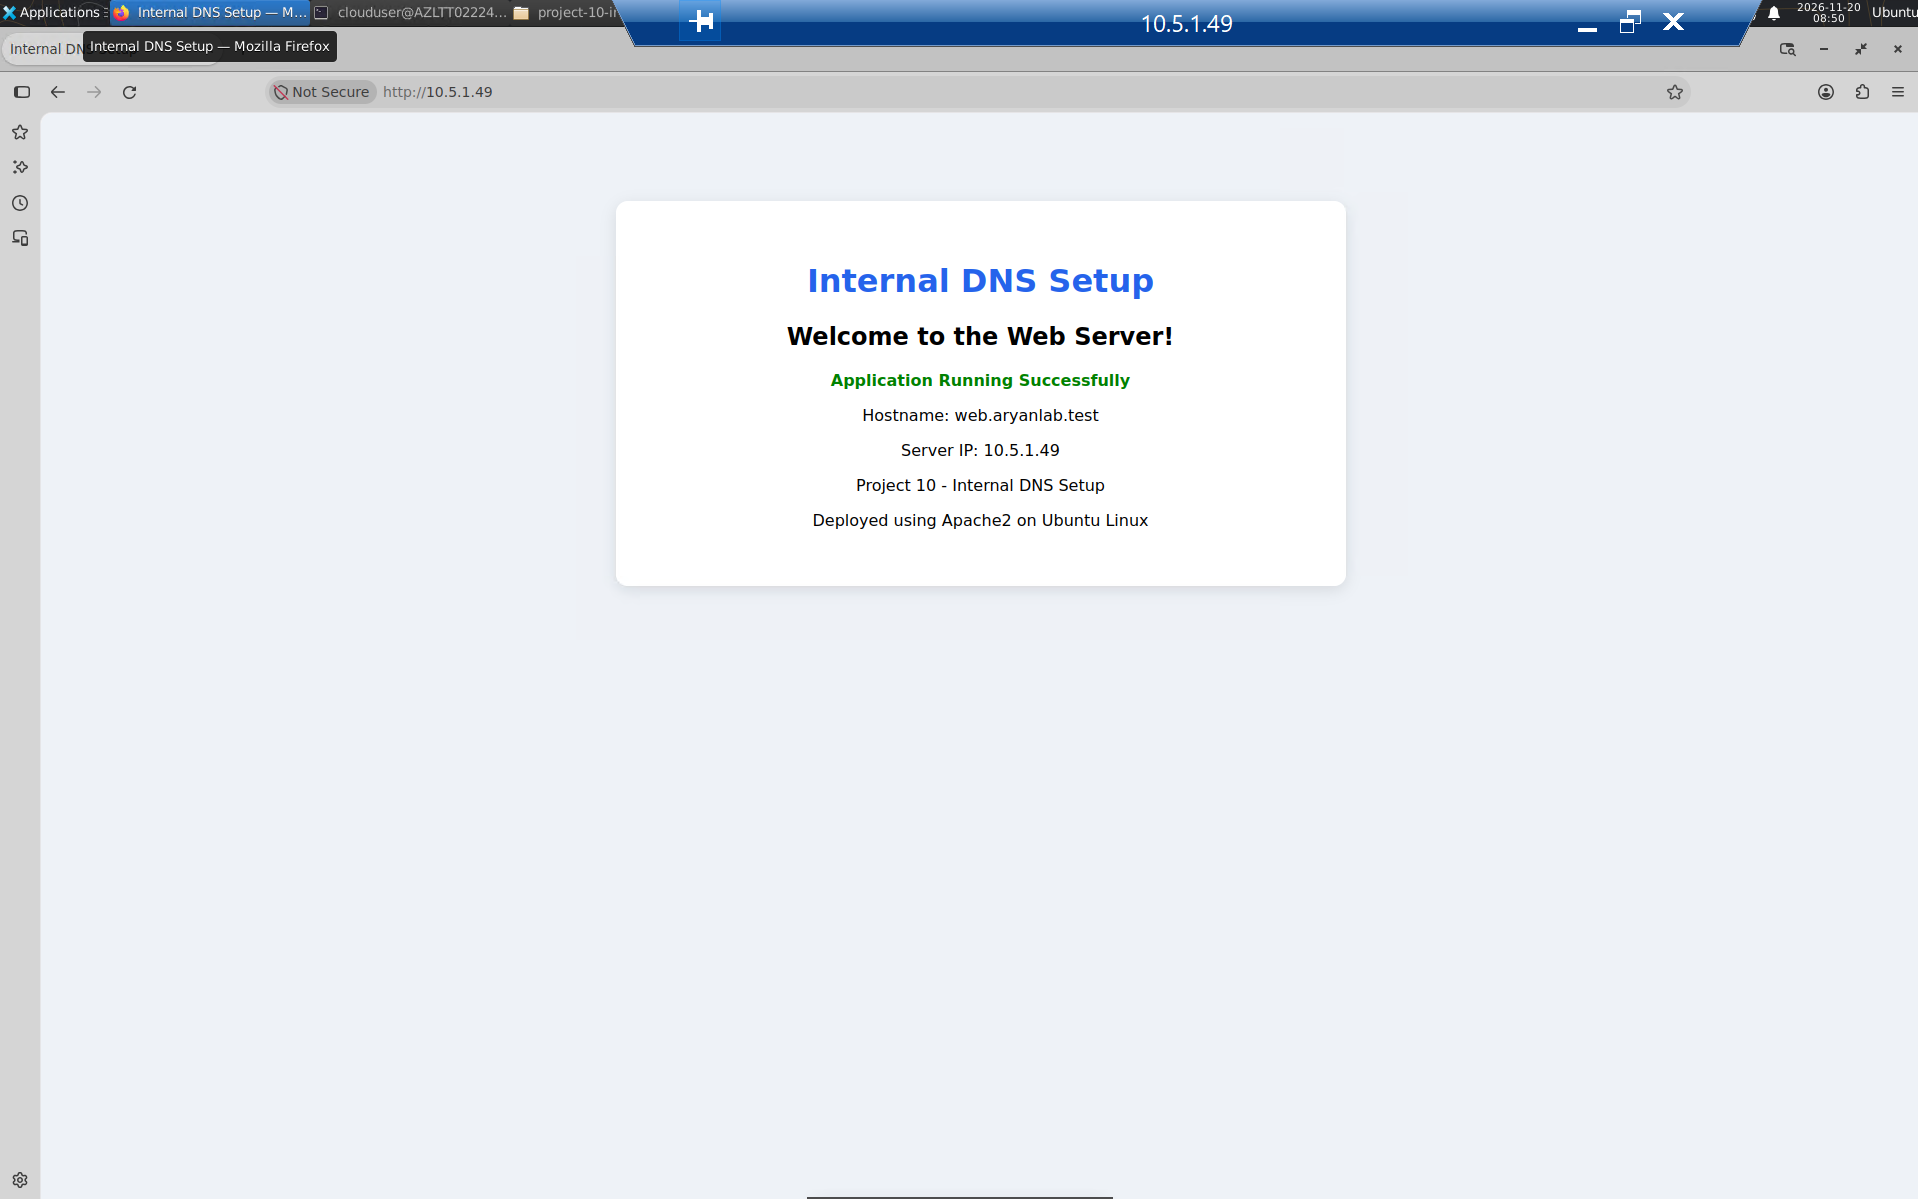 Applications
Internal DNS Setup — M...
clouduser@AZLTT02224...
project-10-i
10.5.1.49
2026-11-20
08:50
Ubuntu
Internal DN
Internal DNS Setup — Mozilla Firefox
Not Secure
http://10.5.1.49
Internal DNS Setup
Welcome to the Web Server!
Application Running Successfully
Hostname: web.aryanlab.test
Server IP: 10.5.1.49
Project 10 - Internal DNS Setup
Deployed using Apache2 on Ubuntu Linux